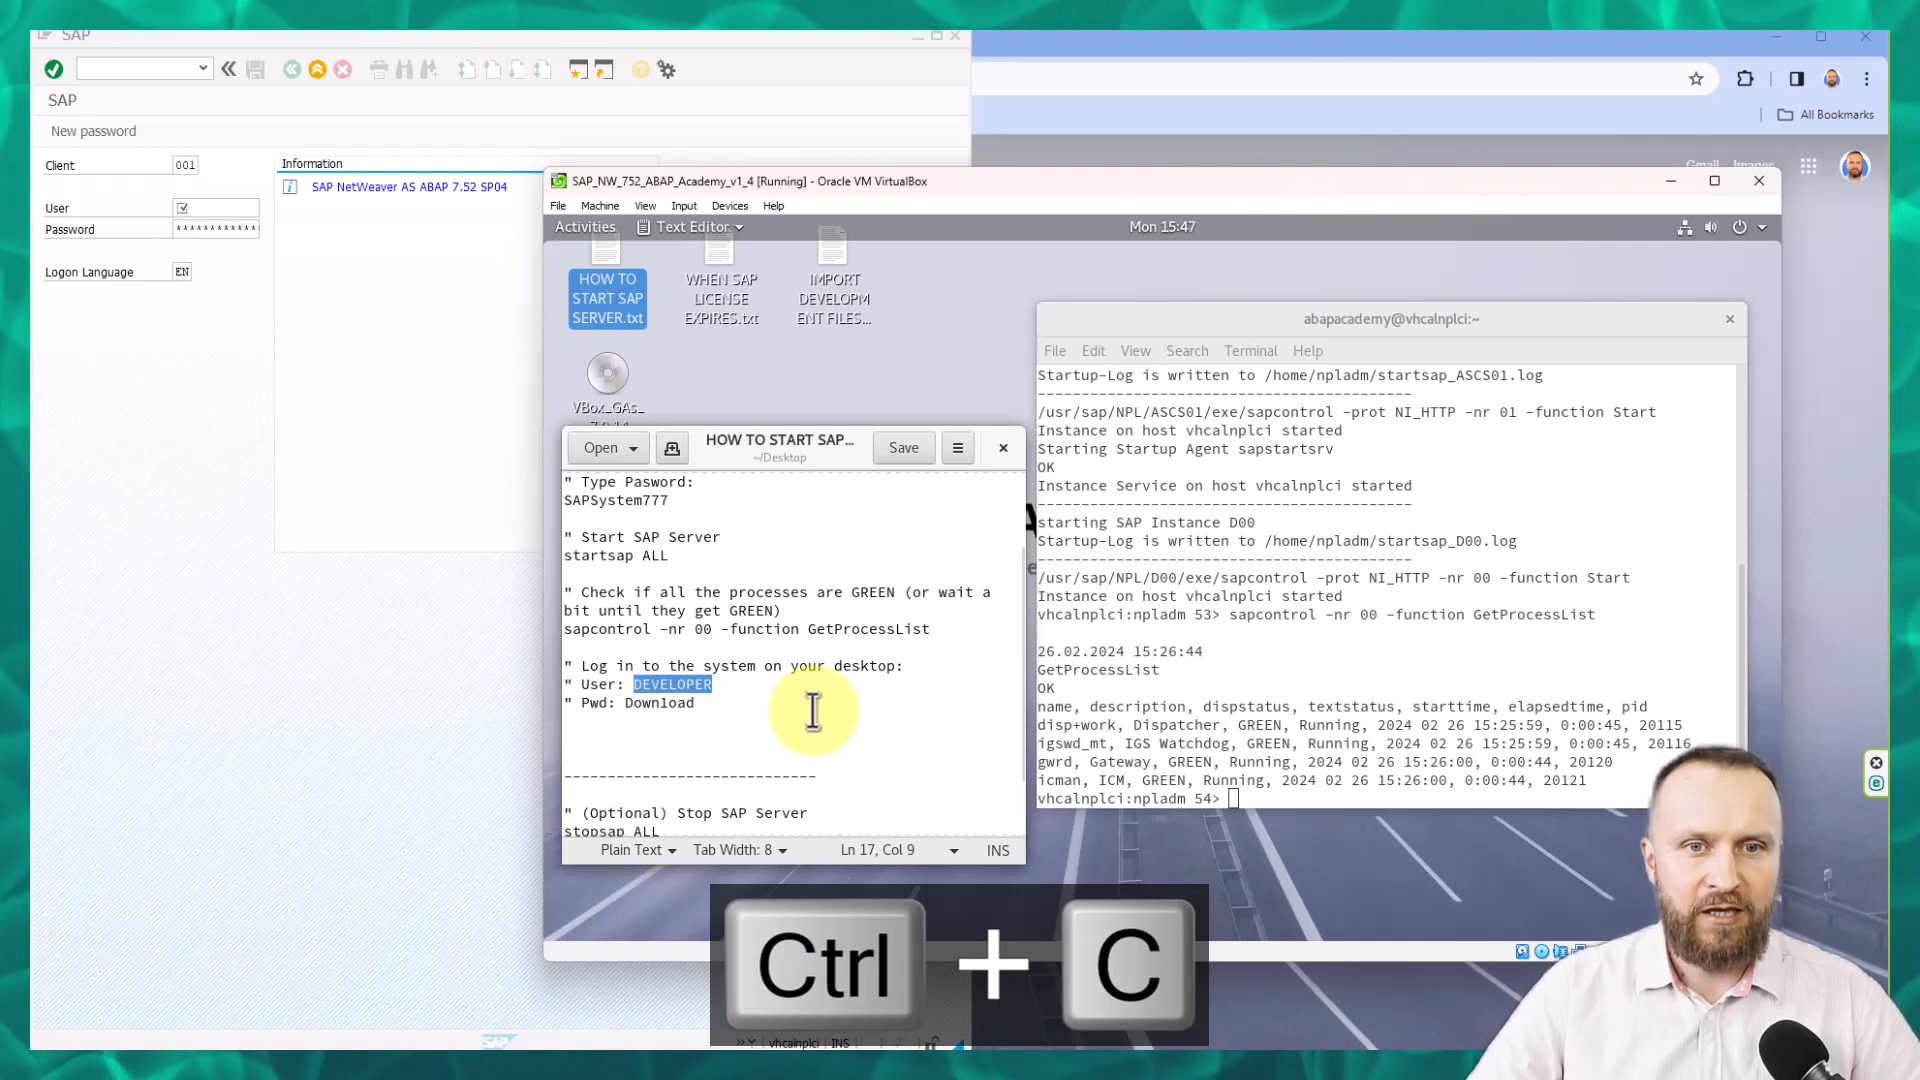 SAP
SAP
New password
Client
001
User
Password
************
Logon Language
EN
Information
SAP NetWeaver AS ABAP 7.52 SP04
All Bookmarks
Gmail
Images
SAP_NW_752_ABAP_Academy_v1_4 [Running] - Oracle VM VirtualBox
File Machine View Input Devices Help
Activities
Text Editor
Mon 15:47
HOW TO
START SAP
SERVER.txt
WHEN SAP
LICENSE
EXPIRES.txt
IMPORT
DEVELOPM
ENT FILES...
VBox_GAs_
Open
HOW TO START SAP...
~/Desktop
Save
" Type Pasword:
SAPSystem777
" Start SAP Server
startsap ALL
" Check if all the processes are GREEN (or wait a
bit until they get GREEN)
sapcontrol -nr 00 -function GetProcessList
" Log in to the system on your desktop:
" User: DEVELOPER
" Pwd: Download
-----------------------------
" (Optional) Stop SAP Server
stopsap ALL
Plain Text
Tab Width: 8
Ln 17, Col 9
INS
abapacademy@vhcalnplci:~
File Edit View Search Terminal Help
Startup-Log is written to /home/npladm/startsap_ASCS01.log
-------------------------------------------
/usr/sap/NPL/ASCS01/exe/sapcontrol -prot NI_HTTP -nr 01 -function Start
Instance on host vhcalnplci started
Starting Startup Agent sapstartsrv
OK
Instance Service on host vhcalnplci started
-------------------------------------------
starting SAP Instance D00
Startup-Log is written to /home/npladm/startsap_D00.log
-------------------------------------------
/usr/sap/NPL/D00/exe/sapcontrol -prot NI_HTTP -nr 00 -function Start
Instance on host vhcalnplci started
vhcalnplci:npladm 53> sapcontrol -nr 00 -function GetProcessList
26.02.2024 15:26:44
GetProcessList
OK
name, description, dispstatus, textstatus, starttime, elapsedtime, pid
disp+work, Dispatcher, GREEN, Running, 2024 02 26 15:25:59, 0:00:45, 20115
igswd_mt, IGS Watchdog, GREEN, Running, 2024 02 26 15:25:59, 0:00:45, 20116
gwrd, Gateway, GREEN, Running, 2024 02 26 15:26:00, 0:00:44, 20120
icman, ICM, GREEN, Running, 2024 02 26 15:26:00, 0:00:44, 20121
vhcalnplci:npladm 54>
Ctrl + C
SAP
vhcalnplci
INS